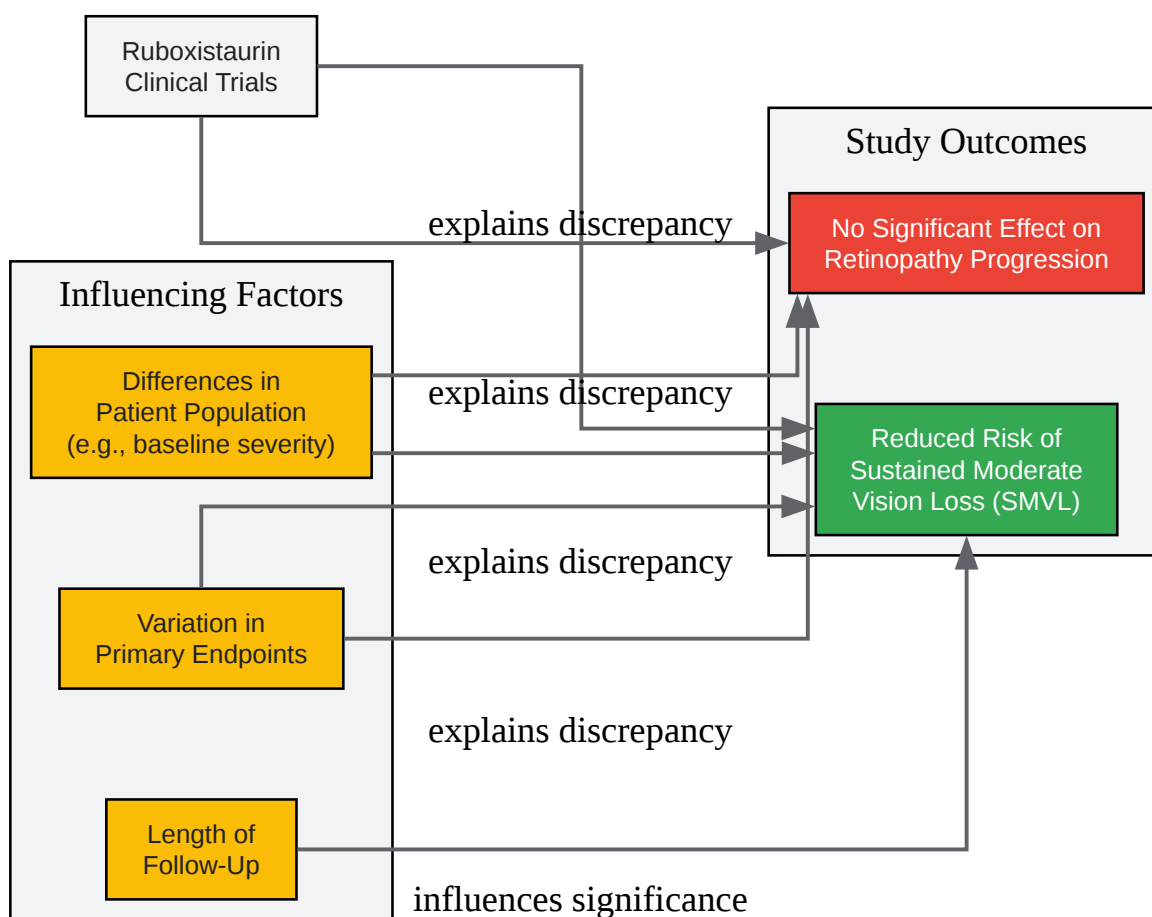 Ruboxistaurin
Clinical Trials
Study Outcomes
No Significant Effect on
Retinopathy Progression
explains discrepancy
Influencing Factors
Differences in
Patient Population
(e.g., baseline severity)
explains discrepancy
Reduced Risk of
Sustained Moderate
Vision Loss (SMVL)
explains discrepancy
Variation in
Primary Endpoints
explains discrepancy
Length of
Follow-Up
influences significance